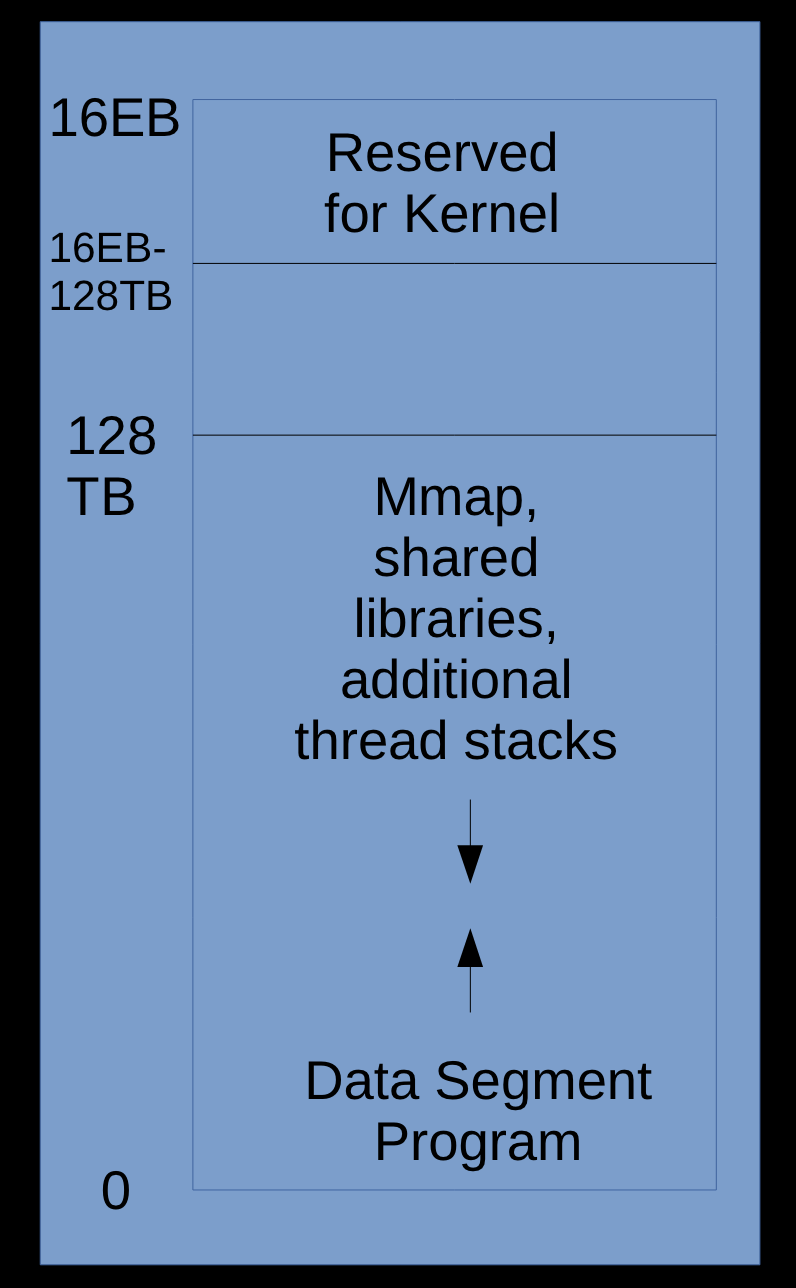 16EB
Reserved
for Kernel
16EB-
128TB
128
TB
Mmap,
shared
libraries,
additional
thread stacks
Data Segment
Program
0